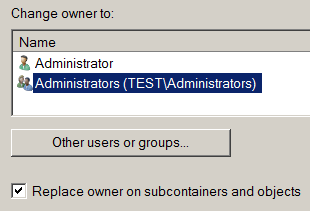 Change owner to:
Name
Administrator
Administrators (TEST\Administrators)
Other users or groups...
Replace owner on subcontainers and objects